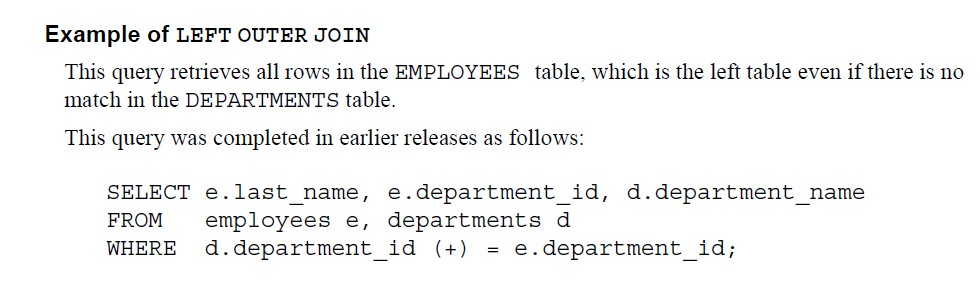 Example of LEFT OUTER JOIN
This query retrieves all rows in the EMPLOYEES table, which is the left table even if there is no
match in the DEPARTMENTS table.
This query was completed in earlier releases as follows:
SELECT e.last_name, e.department_id, d.department_name
FROM employees e, departments d
WHERE d.department_id (+) = e.department_id;